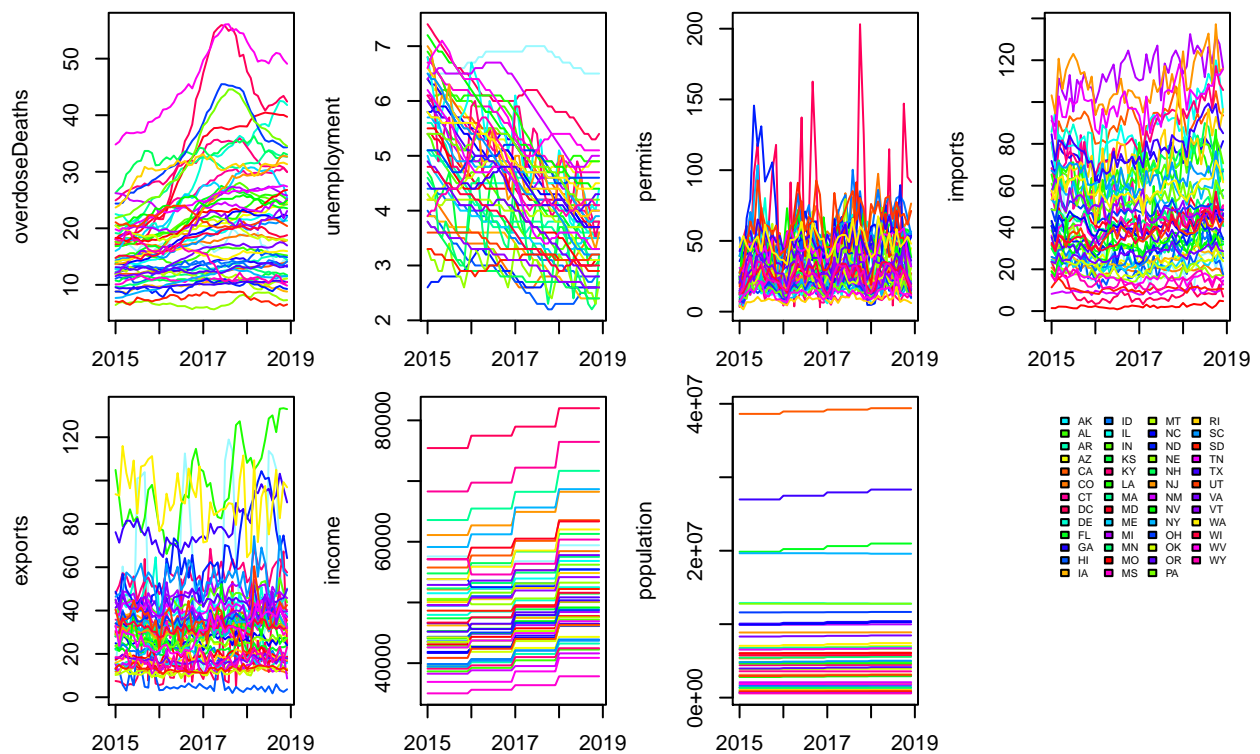 overdoseDeaths
10 20 30 40 50
2015 2017 2019
unemployment
2 3 4 5 6 7
2015 2017 2019
permits
0 50 100 150 200
2015 2017 2019
imports
0 20 40 60 80 120
2015 2017 2019
exports
0 20 40 60 80 120
2015 2017 2019
income
40000 60000 80000
2015 2017 2019
population
0e+00 2e+07 4e+07
2015 2017 2019
AK ID MT RI
AL IL NC SC
AR IN ND SD
AZ KS NE TN
CA KY NH TX
CO LA NJ UT
CT MA NM VA
DC MD NV VT
DE ME NY WA
FL MI OH WI
GA MN OK WV
HI MO OR WY
IA MS PA